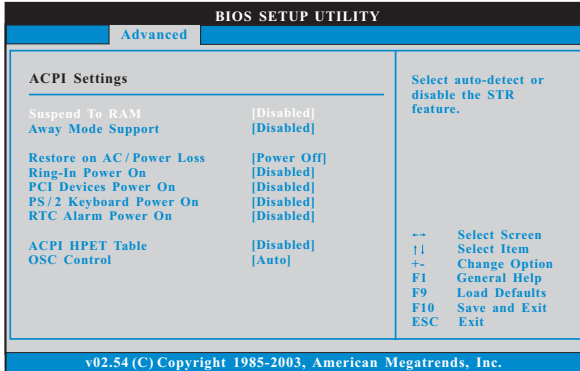 BIOS SETUP UTILITY
Advanced
ACPI Settings
Suspend To RAM [Disabled]
Away Mode Support [Disabled]
Restore on AC / Power Loss [Power Off]
Ring-In Power On [Disabled]
PCI Devices Power On [Disabled]
PS / 2 Keyboard Power On [Disabled]
RTC Alarm Power On [Disabled]
ACPI HPET Table [Disabled]
OSC Control [Auto]
Select auto-detect or
disable the STR
feature.
←→ Select Screen
↑↓ Select Item
+- Change Option
F1 General Help
F9 Load Defaults
F10 Save and Exit
ESC Exit
v02.54 (C) Copyright 1985-2003, American Megatrends, Inc.